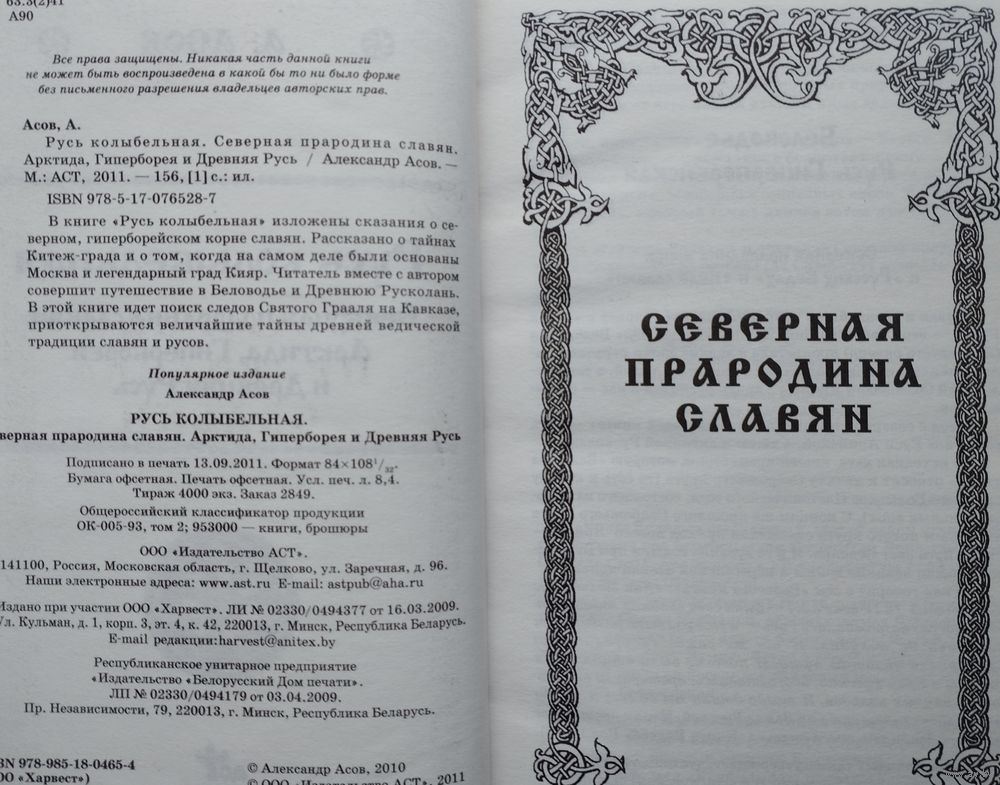 63.3(2)41
А90
Все права защищены. Никакая часть данной книги
не может быть воспроизведена в какой бы то ни было форме
без письменного разрешения владельцев авторских прав.
Асов, А.
Русь колыбельная. Северная прародина славян.
Арктида, Гиперборея и Древняя Русь / Александр Асов. —
М.: АСТ, 2011. — 156, [1] с.: ил.
ISBN 978-5-17-076528-7
В книге «Русь колыбельная» изложены сказания о се-
верном, гиперборейском корне славян. Рассказано о тайнах
Китеж-града и о том, когда на самом деле были основаны
Москва и легендарный град Кияр. Читатель вместе с автором
совершит путешествие в Беловодье и Древнюю Русколань.
В этой книге идет поиск следов Святого Грааля на Кавказе,
приоткрываются величайшие тайны древней ведической
традиции славян и русов.
Популярное издание
Александр Асов
РУСЬ КОЛЫБЕЛЬНАЯ.
верная прародина славян. Арктида, Гиперборея и Древняя Русь
Подписано в печать 13.09.2011. Формат 84×108¹/₃₂.
Бумага офсетная. Печать офсетная. Усл. печ. л. 8,4.
Тираж 4000 экз. Заказ 2849.
Общероссийский классификатор продукции
ОК-005-93, том 2; 953000 — книги, брошюры
ООО «Издательство АСТ».
141100, Россия, Московская область, г. Щелково, ул. Заречная, д. 96.
Наши электронные адреса: www.ast.ru E-mail: astpub@aha.ru
Издано при участии ООО «Харвест». ЛИ № 02330/0494377 от 16.03.2009.
Ул. Кульман, д. 1, корп. 3, эт. 4, к. 42, 220013, г. Минск, Республика Беларусь.
E-mail редакции: harvest@anitex.by
Республиканское унитарное предприятие
«Издательство «Белорусский Дом печати».
ЛП № 02330/0494179 от 03.04.2009.
Пр. Независимости, 79, 220013, г. Минск, Республика Беларусь.
BN 978-985-18-0465-4
ОО «Харвест»)
© Александр Асов, 2010
© ООО «Издательство АСТ», 2011
СЕВЕРНАЯ
ПРАРОДИНА
СЛАВЯН